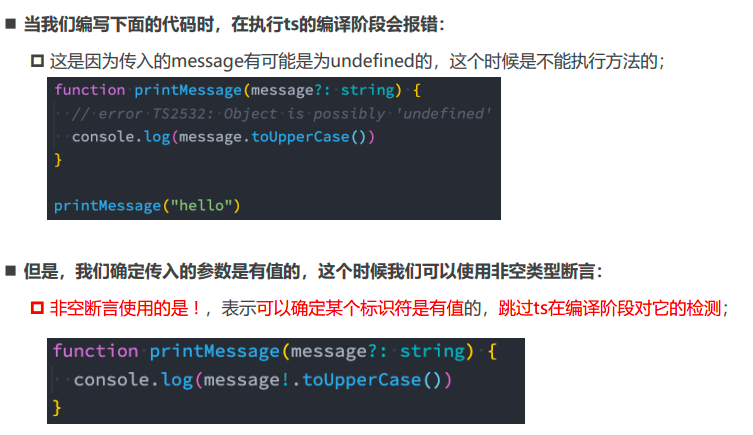 当我们编写下面的代码时，在执行ts的编译阶段会报错：
这是因为传入的message有可能是为undefined的，这个时候是不能执行方法的；
function printMessage(message?: string) {
// error TS2532: Object is possibly 'undefined'
console.log(message.toUpperCase())
}
printMessage("hello")
但是，我们确定传入的参数是有值的，这个时候我们可以使用非空类型断言：
非空断言使用的是 ! ，表示可以确定某个标识符是有值的，跳过ts在编译阶段对它的检测；
function printMessage(message?: string) {
console.log(message!.toUpperCase())
}